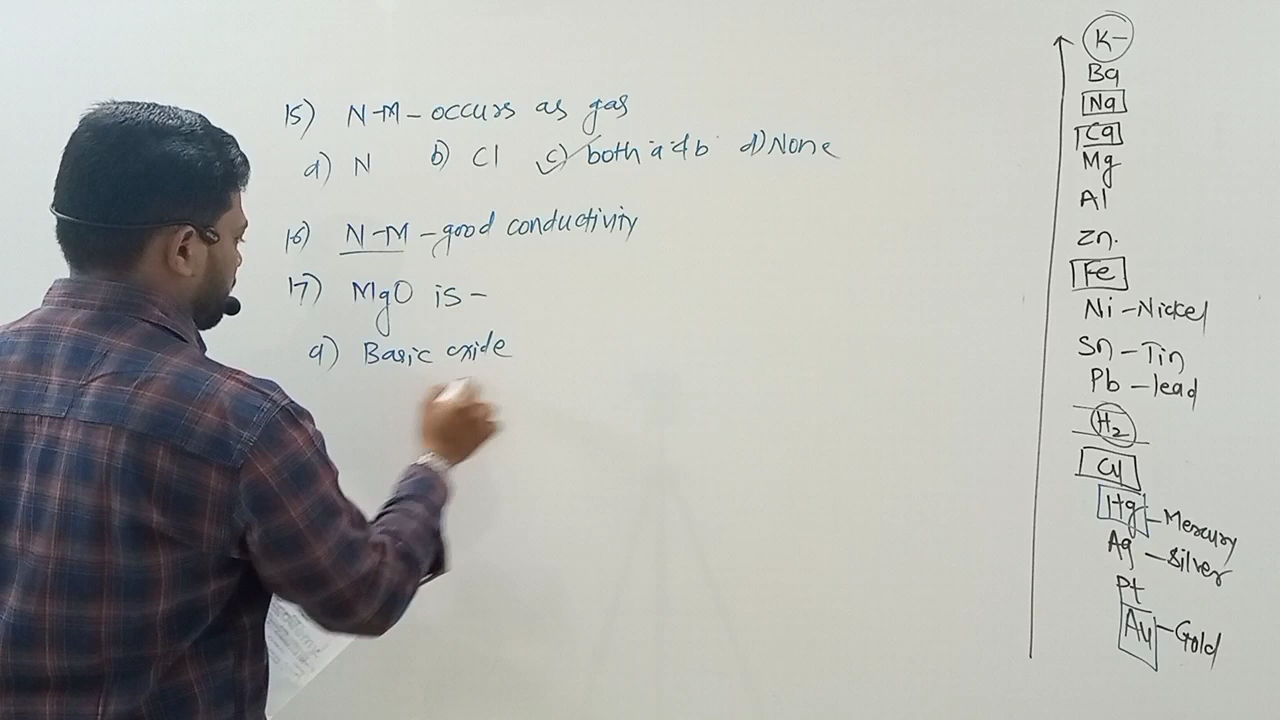 15) N-M - occurs as gas
a) N b) Cl c) both a & b d) None
16) N-M - good conductivity
17) MgO is -
a) Basic oxide
K
Ba
Na
Ca
Mg
Al
Zn.
Fe
Ni - Nickel
Sn - Tin
Pb - lead
H2
Cu
Hg - Mercury
Ag - Silver
Pt
Au - Gold